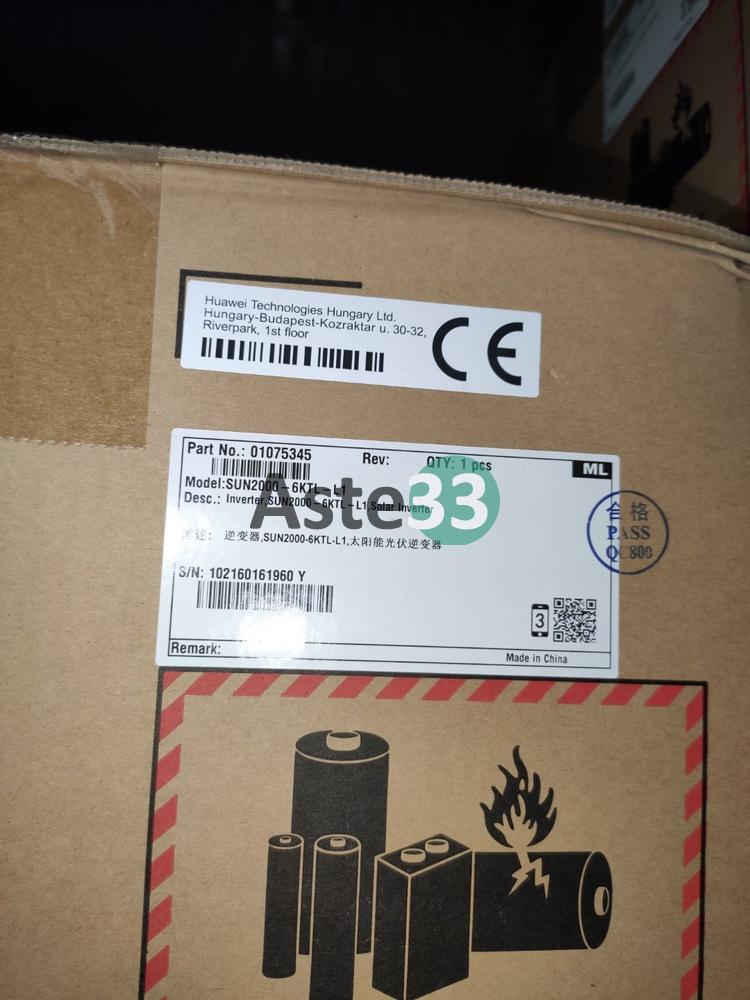 Huawei Technologies Hungary Ltd.
Hungary-Budapest-Kozraktar u. 30-32,
Riverpark, 1st floor
CE
Part No.: 01075345
Rev:
QTY: 1 pcs
ML
Model:SUN2000-6KTL-L1
Desc.: Inverter,SUN2000-6KTL-L1,Solar Inverter
Aste33
述: 逆变器,SUN2000-6KTL-L1,太阳能光伏逆变器
合格
PASS
QC800
S/N: 102160161960 Y
3
Remark:
Made in China